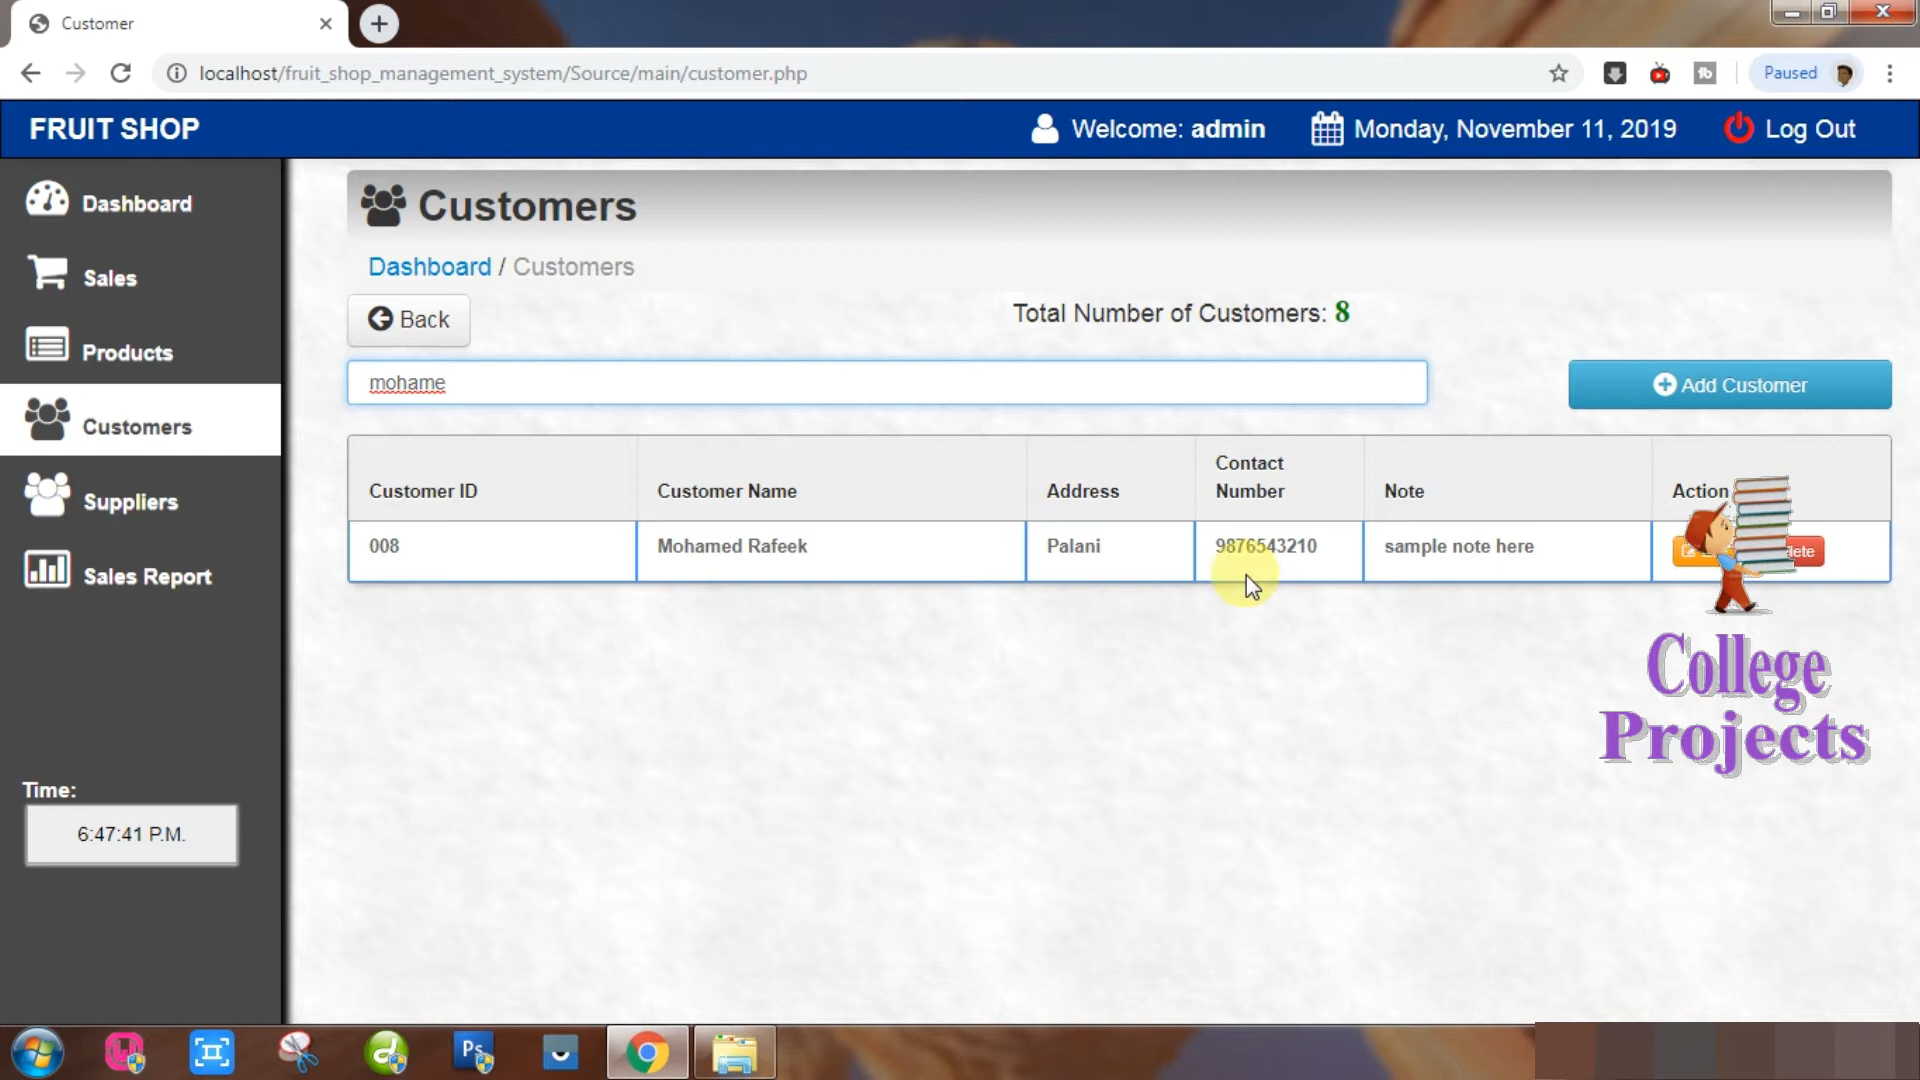 Customer
localhost/fruit_shop_management_system/Source/main/customer.php
Paused
FRUIT SHOP
Welcome: admin
Monday, November 11, 2019
Log Out
Dashboard
Sales
Products
Customers
Suppliers
Sales Report
Time:
6:47:41 P.M.
Customers
Dashboard / Customers
Back
Total Number of Customers: 8
mohame
Add Customer
Customer ID
Customer Name
Address
Contact
Number
Note
Action
008
Mohamed Rafeek
Palani
9876543210
sample note here
College
Projects
Ps